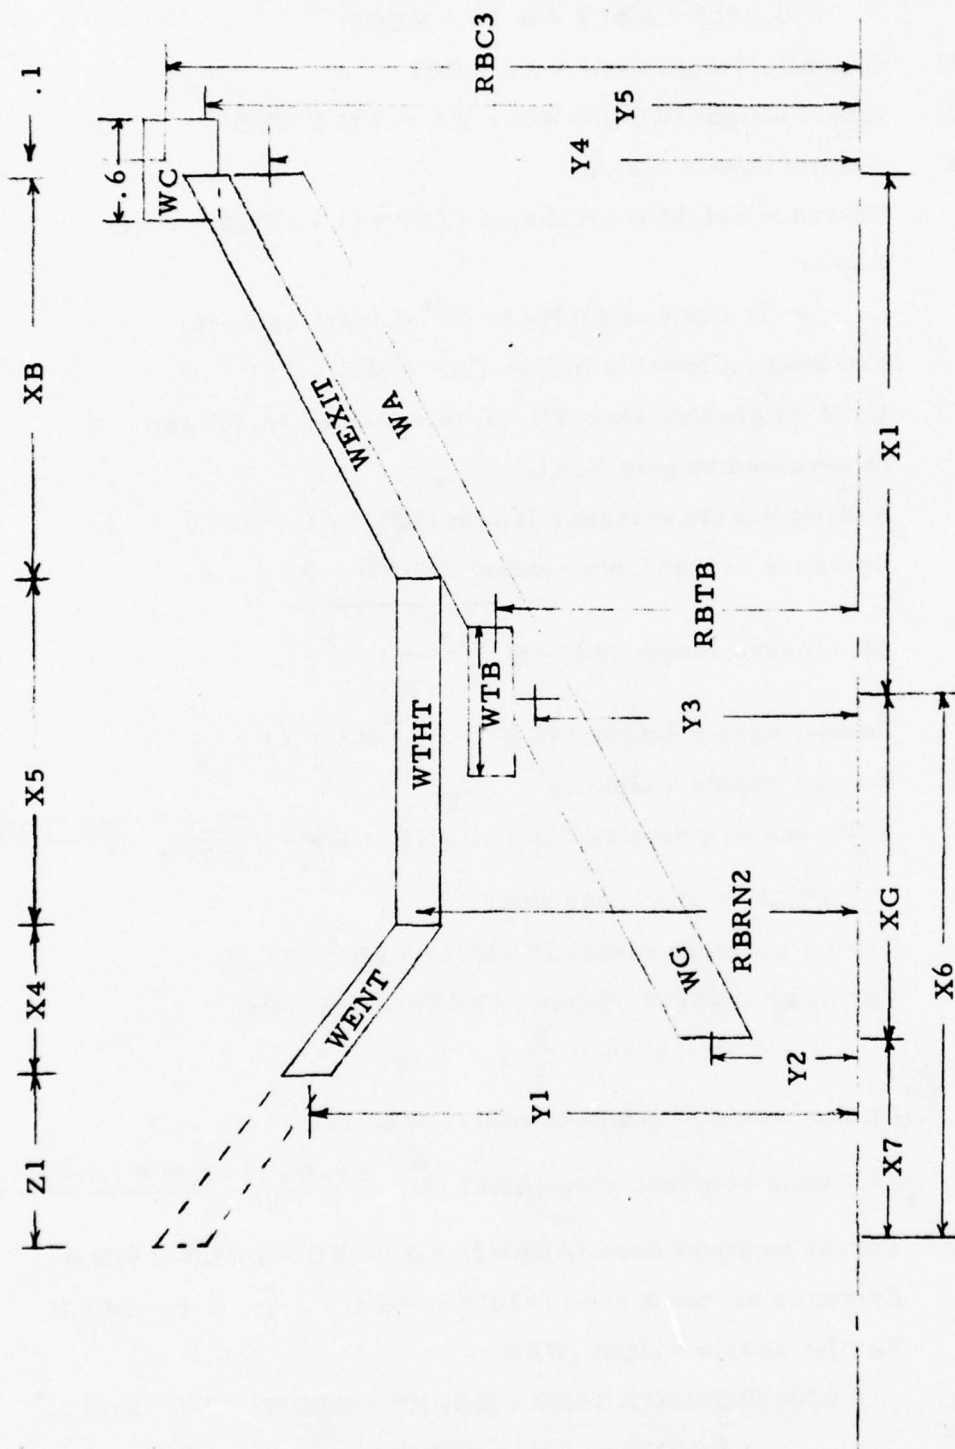 Z1 X4 X5 XB .1
.6
WC
WENT
WTHT
WEXIT
WA
WTB
WG
Y1
Y2
RBRN2
Y3
RBTB
Y4
Y5
RBC3
X7 XG X1
X6